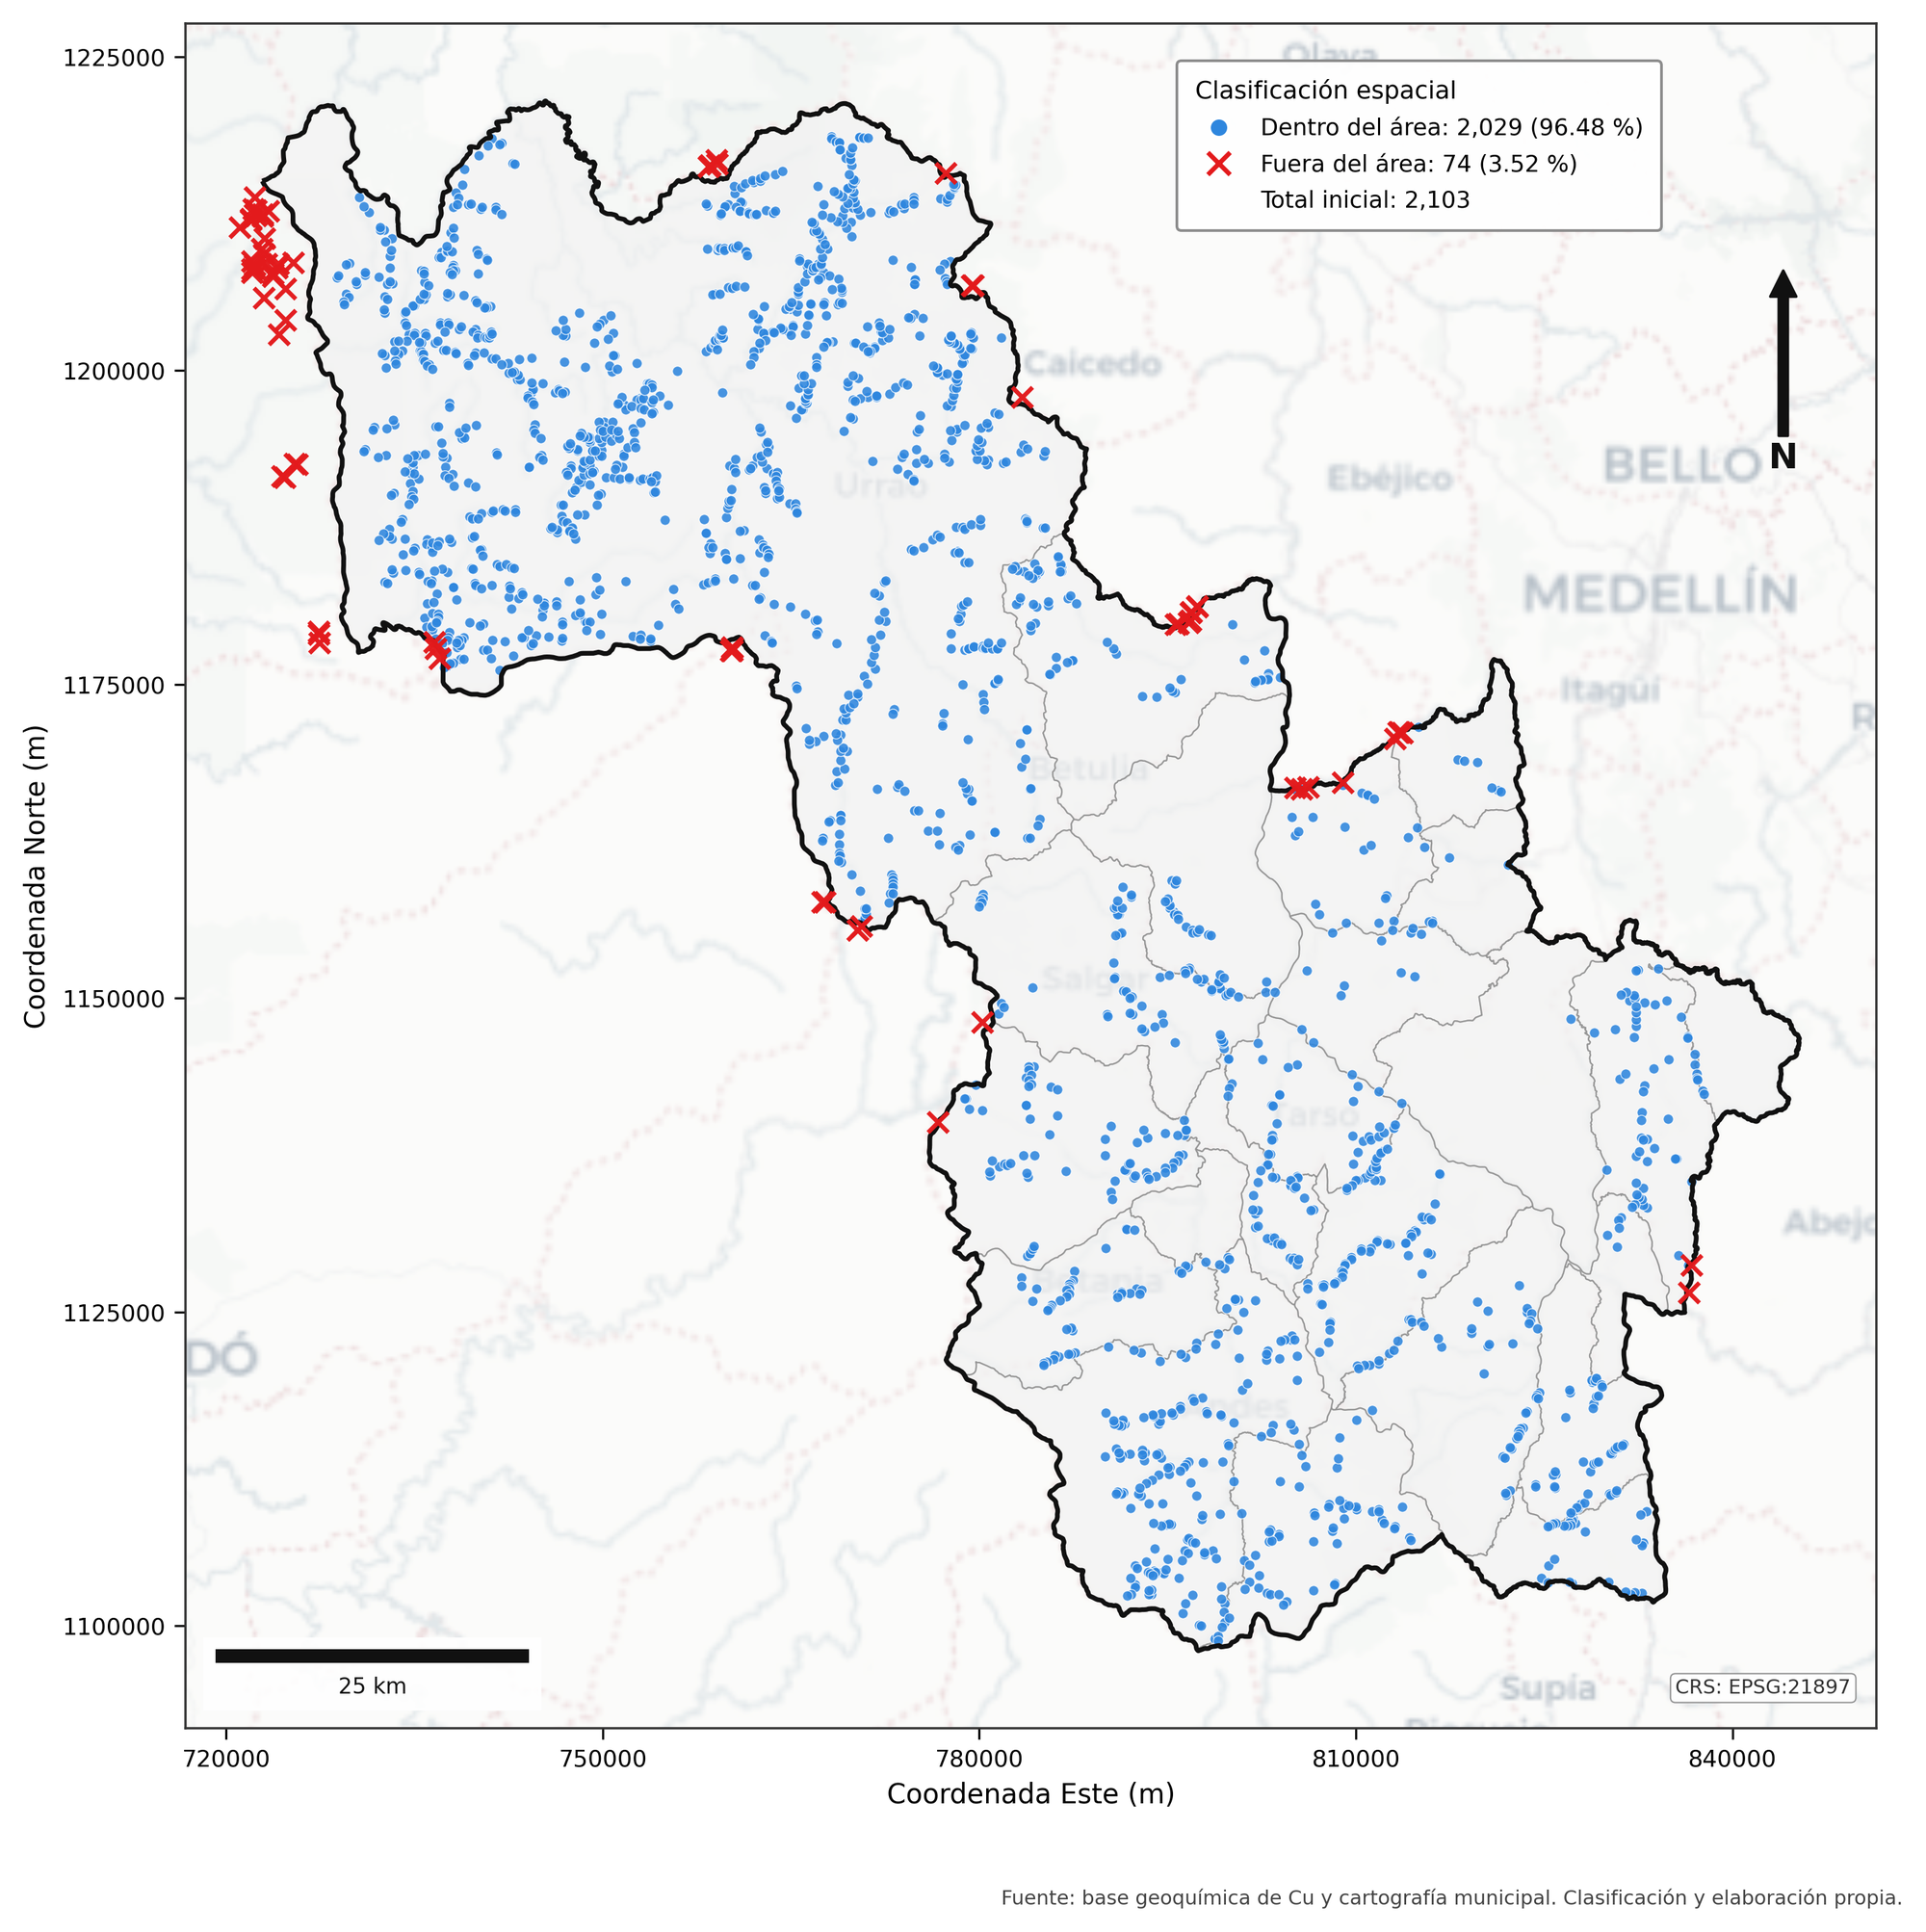 1225000
1200000
1175000
1150000
1125000
1100000
Coordenada Norte (m)
Olaya
Clasificación espacial
Dentro del área: 2,029 (96.48 %)
Fuera del área: 74 (3.52 %)
Total inicial: 2,103
N
Caicedo
BELLO
Ebéjico
Urrao
MEDELLÍN
Itagüí
R
Betulia
Salgar
Tarso
Abejo
Betania
DÓ
Andes
Supía
25 km
CRS: EPSG:21897
720000
750000
780000
810000
840000
Coordenada Este (m)
Fuente: base geoquímica de Cu y cartografía municipal. Clasificación y elaboración propia.